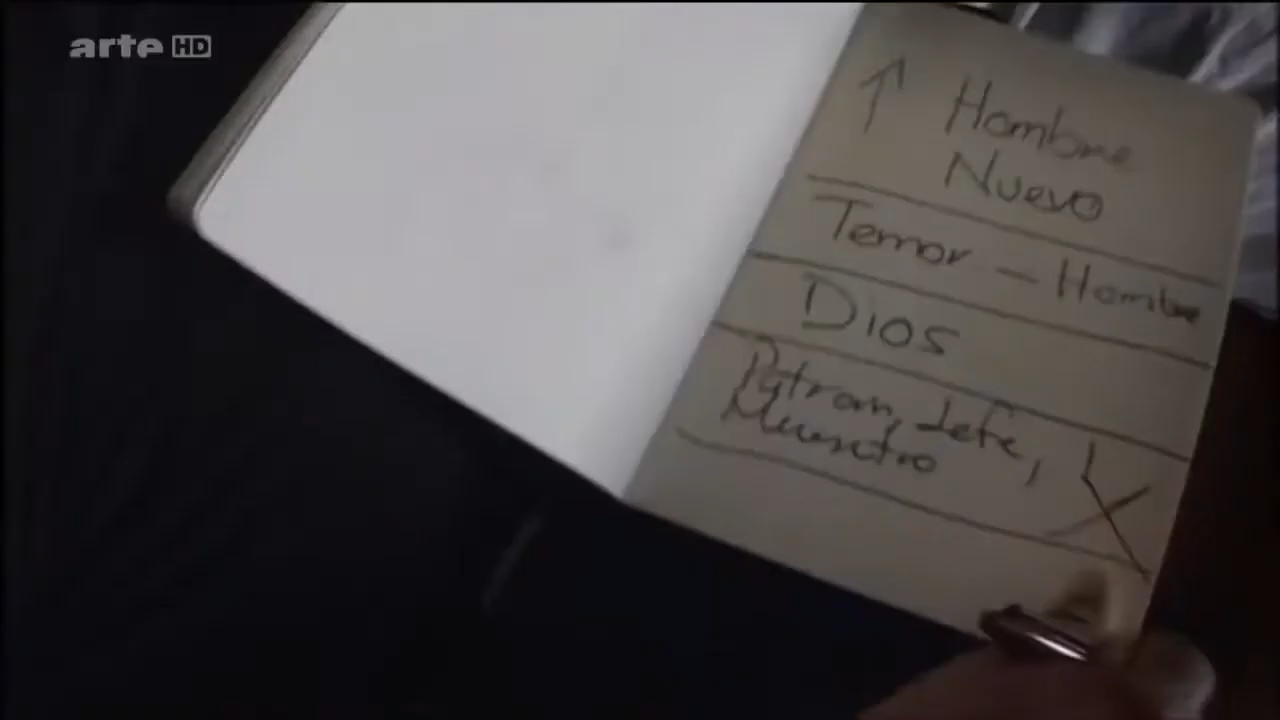 arte HD
↑ Hombre
Nuevo
Temor — Hombre
Dios
Patron, Jefe,
Maestro